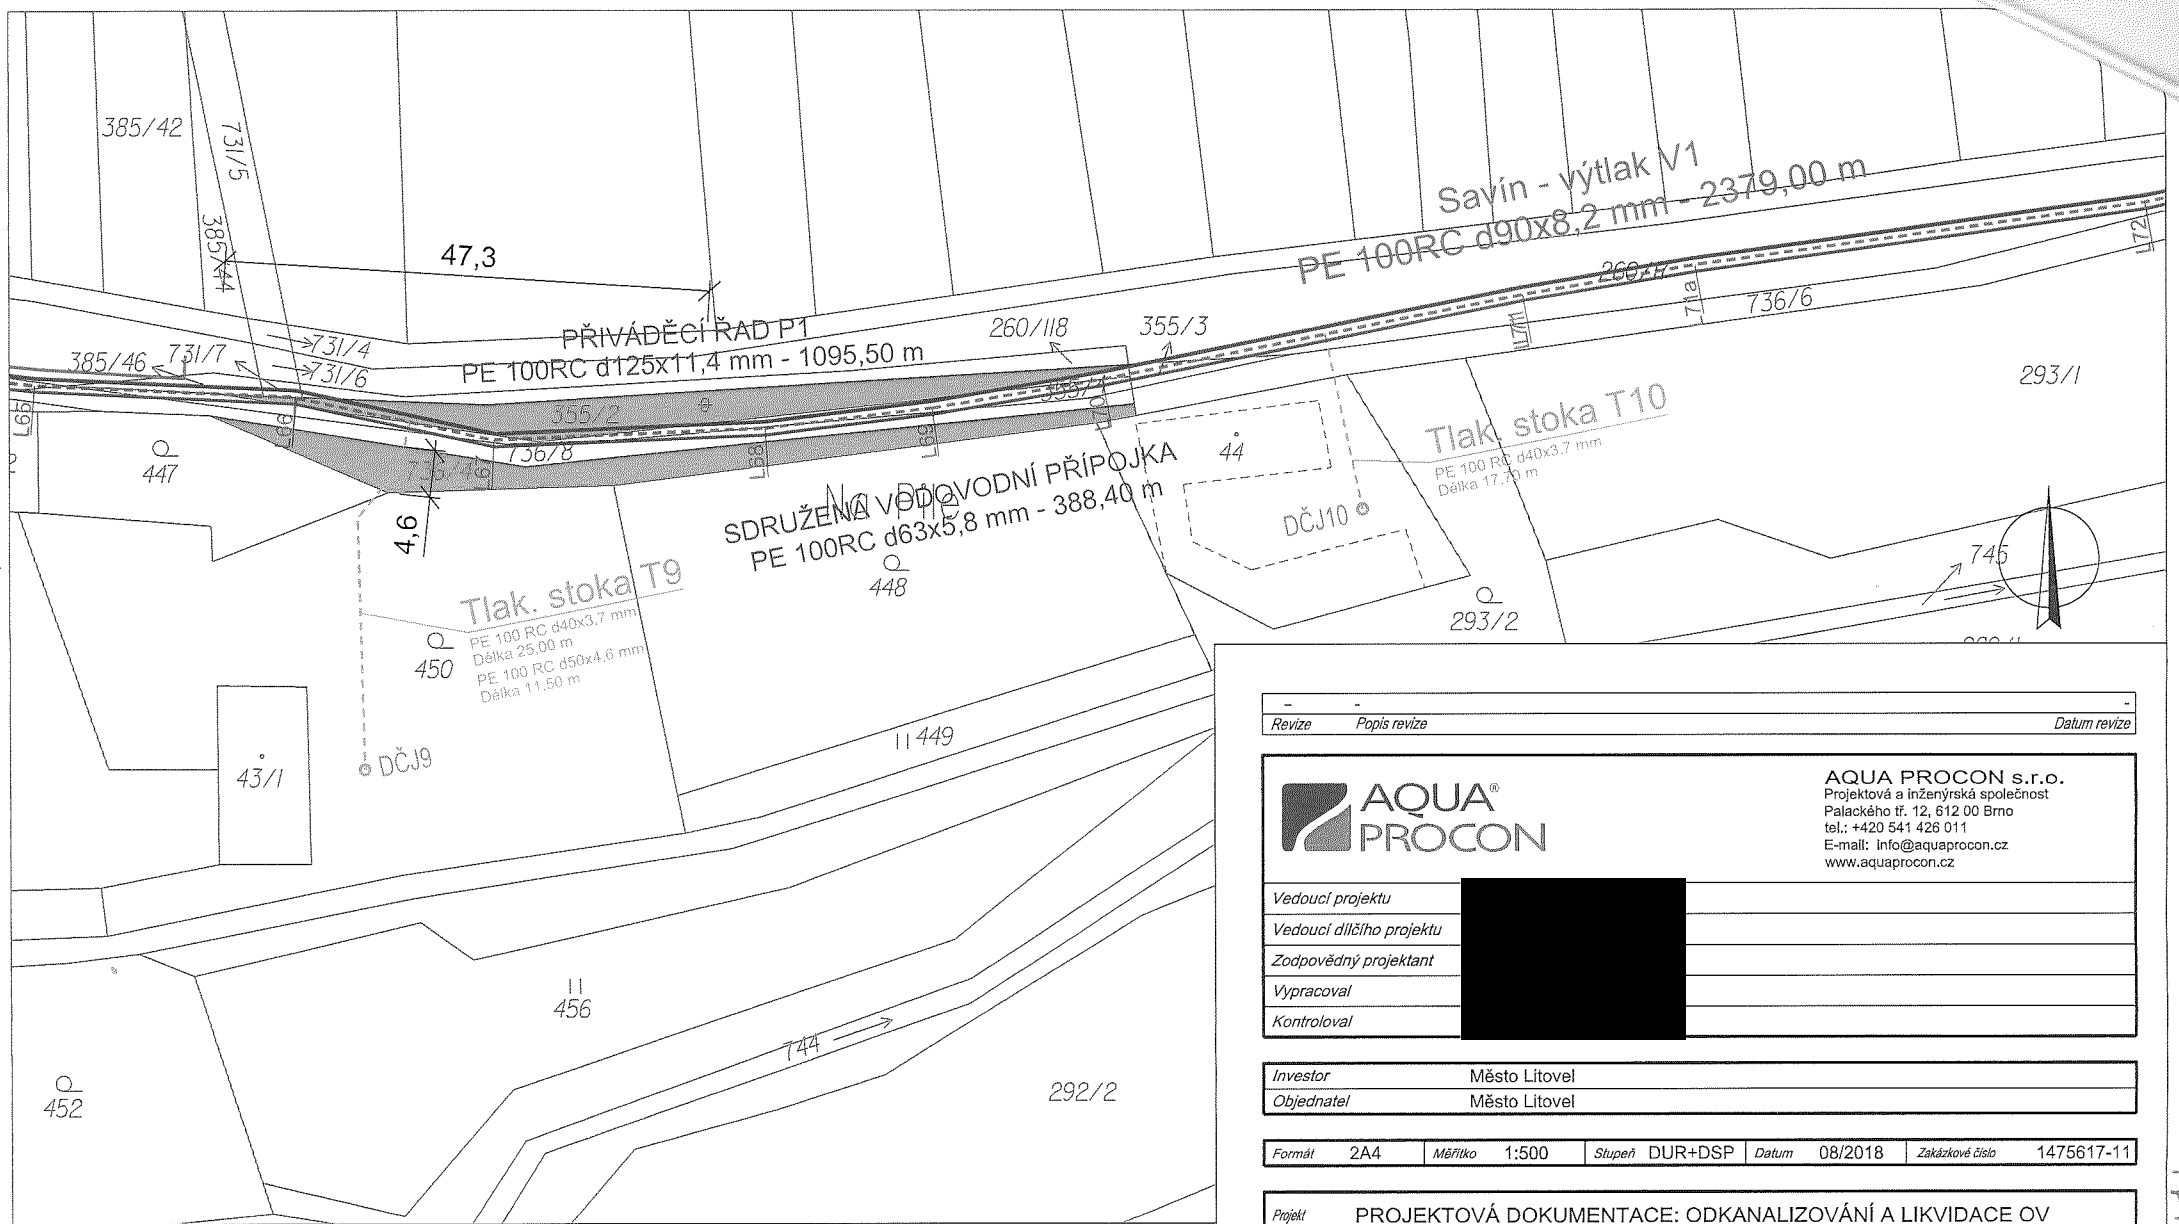 385/42
731/5
385/44
47,3
Savín - výtlak V1
PE 100RC d90x8,2 mm - 2379,00 m
L72
PŘIVÁDĚCÍ ŘAD P1
PE 100RC d125x11,4 mm - 1095,50 m
260/118
355/3
736/6
L71
71a
731/4
731/6
731/7
385/46
L66
355/2
736/8
L67
L68
L69
L70
293/1
447
4,6
SDRUŽENÁ VODOVODNÍ PŘÍPOJKA
PE 100RC d63x5,8 mm - 388,40 m
44
Tlak. stoka T10
PE 100 RC d40x3,7 mm
Délka 17,70 m
DČJ10
448
746
293/2
Tlak. stoka T9
PE 100 RC d40x3,7 mm
Délka 25,00 m
PE 100 RC d50x4,6 mm
Délka 11,50 m
450
43/1
DČJ9
449
456
744
452
292/2
Revize Popis revize Datum revize
AQUA®
PROCON
AQUA PROCON s.r.o.
Projektová a inženýrská společnost
Palackého tř. 12, 612 00 Brno
tel.: +420 541 426 011
E-mail: info@aquaprocon.cz
www.aquaprocon.cz
Vedoucí projektu
Vedoucí dílčího projektu
Zodpovědný projektant
Vypracoval
Kontroloval
Investor Město Litovel
Objednatel Město Litovel
Formát 2A4 Měřítko 1:500 Stupeň DUR+DSP Datum 08/2018 Zakázkové číslo 1475617-11
Projekt PROJEKTOVÁ DOKUMENTACE: ODKANALIZOVÁNÍ A LIKVIDACE OV